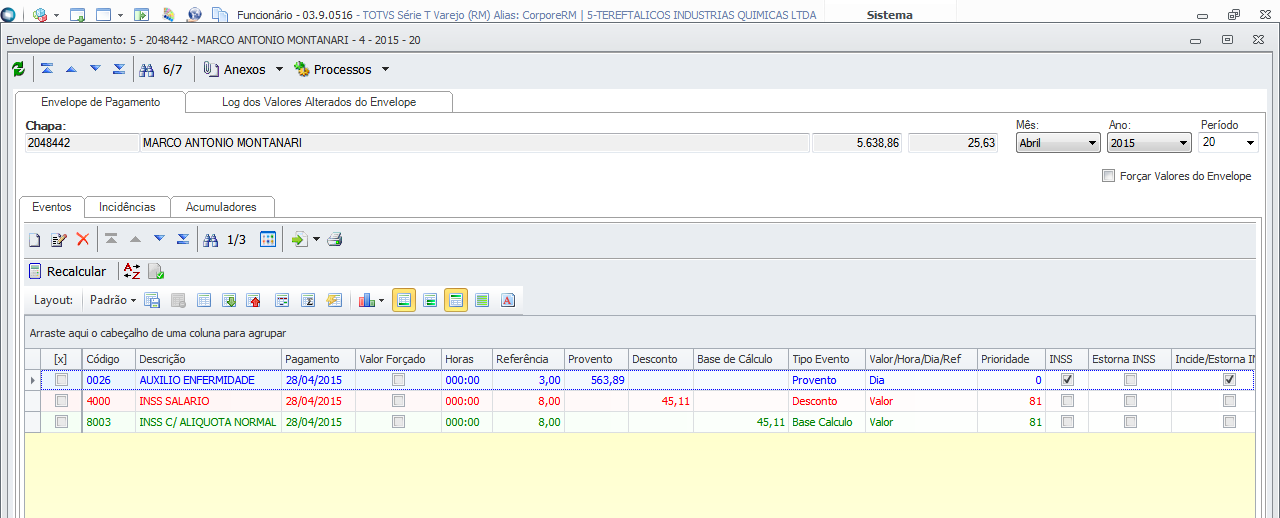 Funcionário - 03.9.0516 - TOTVS Série T Varejo (RM) Alias: CorporeRM | 5-TEREFTALICOS INDUSTRIAS QUIMICAS LTDA Sistema
Envelope de Pagamento: 5 - 2048442 - MARCO ANTONIO MONTANARI - 4 - 2015 - 20
6/7 Anexos Processos
Envelope de Pagamento Log dos Valores Alterados do Envelope
Chapa: Mês: Ano: Período
2048442 MARCO ANTONIO MONTANARI 5.638,86 25,63 Abril 2015 20
Forçar Valores do Envelope
Eventos Incidências Acumuladores
1/3
Recalcular
Layout: Padrão
Arraste aqui o cabeçalho de uma coluna para agrupar
[x] Código Descrição Pagamento Valor Forçado Horas Referência Provento Desconto Base de Cálculo Tipo Evento Valor/Hora/Dia/Ref Prioridade INSS Estorna INSS Incide/Estorna IN
0026 AUXILIO ENFERMIDADE 28/04/2015 000:00 3,00 563,89 Provento Dia 0
4000 INSS SALARIO 28/04/2015 000:00 8,00 45,11 Desconto Valor 81
8003 INSS C/ ALIQUOTA NORMAL 28/04/2015 000:00 8,00 45,11 Base Calculo Valor 81